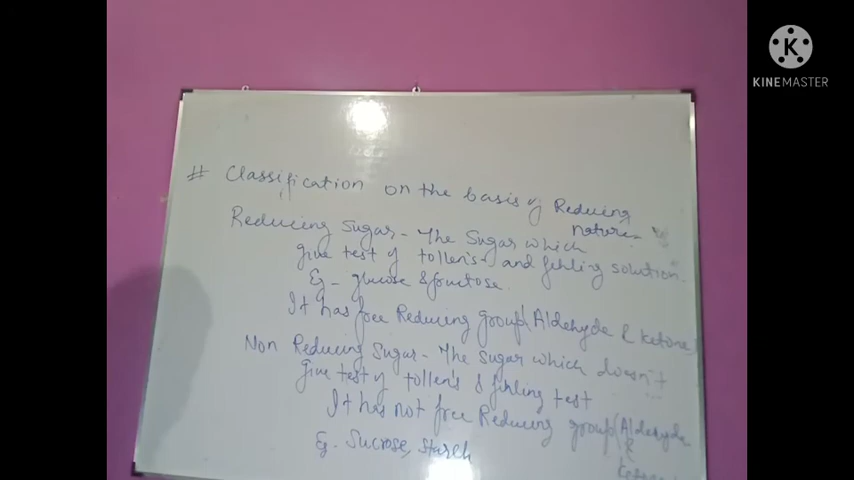 KINEMASTER
# Classification on the basis of Reducing
nature
Reducing Sugar - The Sugar which
give test of tollen's and fehling solution.
Eg - glucose & fructose.
It has free Reducing group (Aldehyde & ketone)
Non Reducing Sugar - The Sugar which doesn't
give test of tollen's & fehling test
It has not free Reducing group (Aldehyde
&
Eg. Sucrose, starch